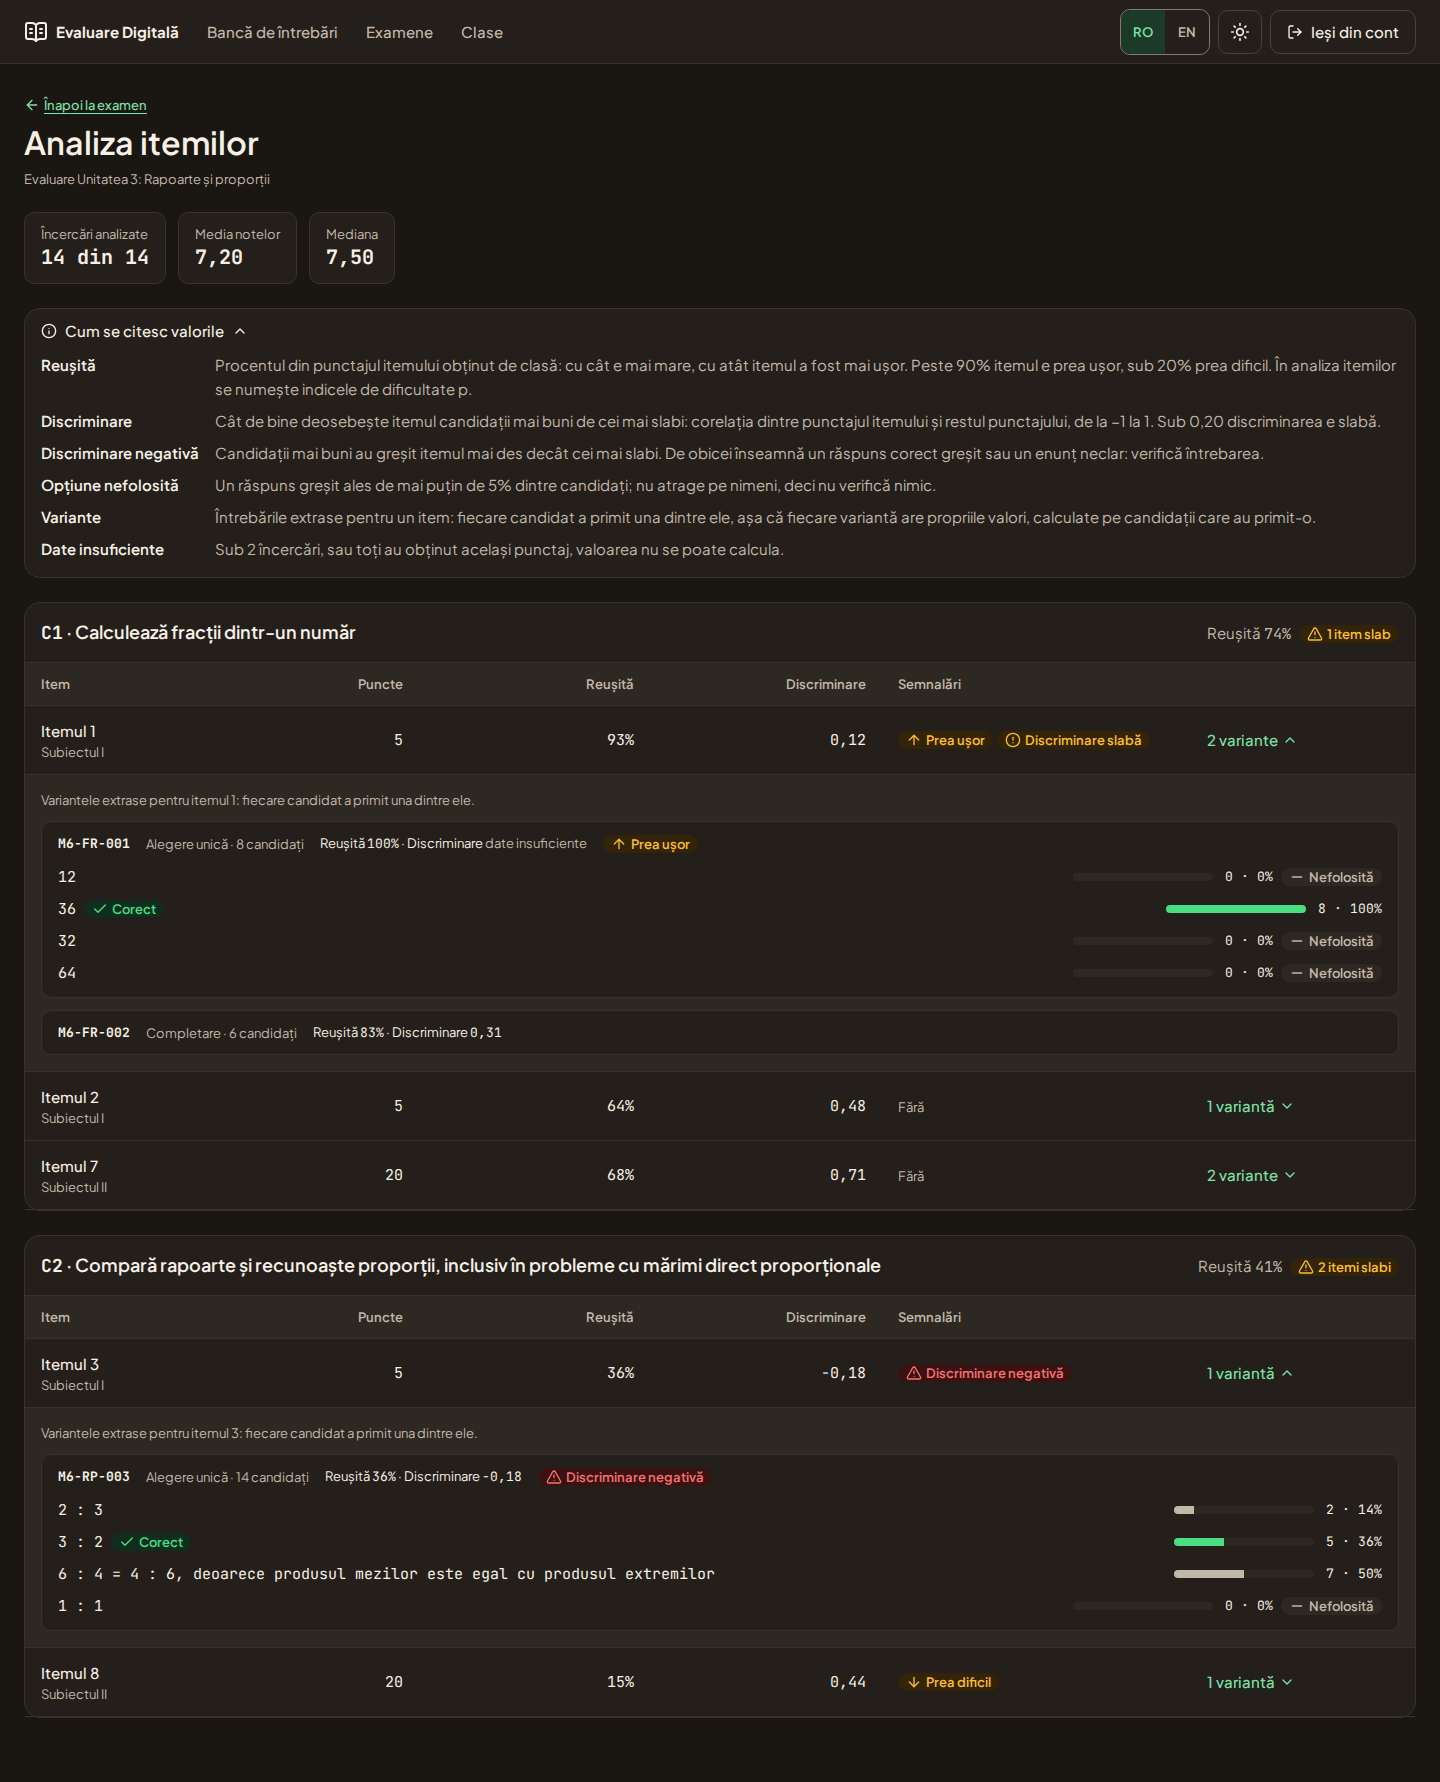 Evaluare Digitală Bancă de întrebări Examene Clase RO EN Ieși din cont
Înapoi la examen
Analiza itemilor
Evaluare Unitatea 3: Rapoarte și proporții
Încercări analizate Media notelor Mediana
14 din 14 7,20 7,50
Cum se citesc valorile
Reușită Procentul din punctajul itemului obținut de clasă: cu cât e mai mare, cu atât itemul a fost mai ușor. Peste 90% itemul e prea ușor, sub 20% prea dificil. În analiza itemilor
se numește indicele de dificultate p.
Discriminare Cât de bine deosebește itemul candidații mai buni de cei mai slabi: corelația dintre punctajul itemului și restul punctajului, de la −1 la 1. Sub 0,20 discriminarea e slabă.
Discriminare negativă Candidații mai buni au greșit itemul mai des decât cei mai slabi. De obicei înseamnă un răspuns corect greșit sau un enunț neclar: verifică întrebarea.
Opțiune nefolosită Un răspuns greșit ales de mai puțin de 5% dintre candidați; nu atrage pe nimeni, deci nu verifică nimic.
Variante Întrebările extrase pentru un item: fiecare candidat a primit una dintre ele, așa că fiecare variantă are propriile valori, calculate pe candidații care au primit-o.
Date insuficiente Sub 2 încercări, sau toți au obținut același punctaj, valoarea nu se poate calcula.
C1 · Calculează fracții dintr-un număr Reușită 74% 1 item slab
Item Puncte Reușită Discriminare Semnalări
Itemul 1 5 93% 0,12 Prea ușor Discriminare slabă 2 variante
Subiectul I
Variantele extrase pentru itemul 1: fiecare candidat a primit una dintre ele.
M6-FR-001 Alegere unică · 8 candidați Reușită 100% · Discriminare date insuficiente Prea ușor
12 0 · 0% Nefolosită
36 Corect 8 · 100%
32 0 · 0% Nefolosită
64 0 · 0% Nefolosită
M6-FR-002 Completare · 6 candidați Reușită 83% · Discriminare 0,31
Itemul 2 5 64% 0,48 Fără 1 variantă
Subiectul I
Itemul 7 20 68% 0,71 Fără 2 variante
Subiectul II
C2 · Compară rapoarte și recunoaște proporții, inclusiv în probleme cu mărimi direct proporționale Reușită 41% 2 itemi slabi
Item Puncte Reușită Discriminare Semnalări
Itemul 3 5 36% -0,18 Discriminare negativă 1 variantă
Subiectul I
Variantele extrase pentru itemul 3: fiecare candidat a primit una dintre ele.
M6-RP-003 Alegere unică · 14 candidați Reușită 36% · Discriminare -0,18 Discriminare negativă
2 : 3 2 · 14%
3 : 2 Corect 5 · 36%
6 : 4 = 4 : 6, deoarece produsul mezilor este egal cu produsul extremilor 7 · 50%
1 : 1 0 · 0% Nefolosită
Itemul 8 20 15% 0,44 Prea dificil 1 variantă
Subiectul II